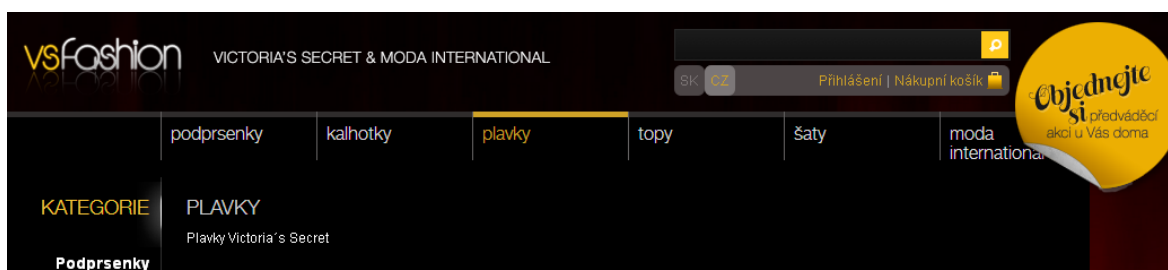 vsfashion
VICTORIA'S SECRET & MODA INTERNATIONAL
SK CZ
Přihlášení | Nákupní košík
Objednejte
si předváděcí
akci u Vás doma
podprsenky
kalhotky
plavky
topy
šaty
moda
international
KATEGORIE
PLAVKY
Plavky Victoria´s Secret
Podprsenky